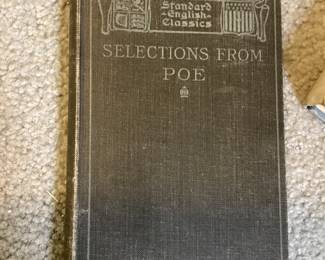 Standard
English
Classics
SELECTIONS FROM
POE